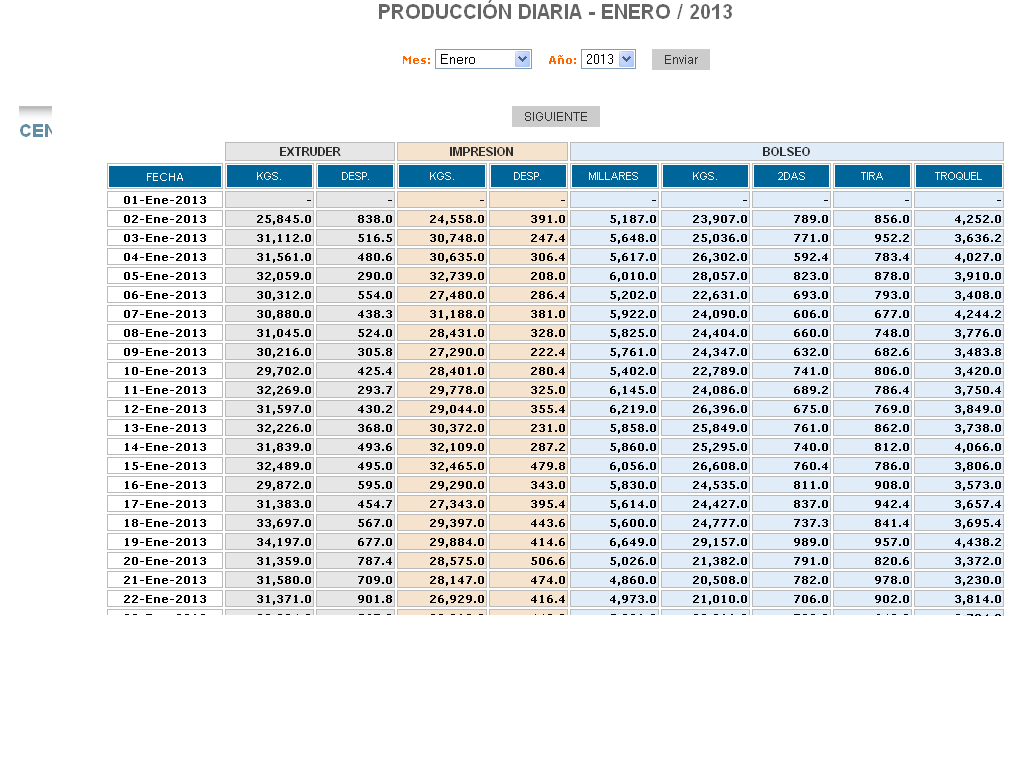 PRODUCCIÓN DIARIA - ENERO / 2013
Mes: Enero Año: 2013 Enviar
SIGUIENTE
CEN
EXTRUDER IMPRESION BOLSEO
FECHA KGS. DESP. KGS. DESP. MILLARES KGS. 2DAS TIRA TROQUEL
01-Ene-2013 - - - - - - - - -
02-Ene-2013 25,845.0 838.0 24,558.0 391.0 5,187.0 23,907.0 789.0 856.0 4,252.0
03-Ene-2013 31,112.0 516.5 30,748.0 247.4 5,648.0 25,036.0 771.0 952.2 3,636.2
04-Ene-2013 31,561.0 480.6 30,635.0 306.4 5,617.0 26,302.0 592.4 783.4 4,027.0
05-Ene-2013 32,059.0 290.0 32,739.0 208.0 6,010.0 28,057.0 823.0 878.0 3,910.0
06-Ene-2013 30,312.0 554.0 27,480.0 286.4 5,202.0 22,631.0 693.0 793.0 3,408.0
07-Ene-2013 30,880.0 438.3 31,188.0 381.0 5,922.0 24,090.0 606.0 677.0 4,244.2
08-Ene-2013 31,045.0 524.0 28,431.0 328.0 5,825.0 24,404.0 660.0 748.0 3,776.0
09-Ene-2013 30,216.0 305.8 27,290.0 222.4 5,761.0 24,347.0 632.0 682.6 3,483.8
10-Ene-2013 29,702.0 425.4 28,401.0 280.4 5,402.0 22,789.0 741.0 806.0 3,420.0
11-Ene-2013 32,269.0 293.7 29,778.0 325.0 6,145.0 24,086.0 689.2 786.4 3,750.4
12-Ene-2013 31,597.0 430.2 29,044.0 355.4 6,219.0 26,396.0 675.0 769.0 3,849.0
13-Ene-2013 32,226.0 368.0 30,372.0 231.0 5,858.0 25,849.0 761.0 862.0 3,738.0
14-Ene-2013 31,839.0 493.6 32,109.0 287.2 5,860.0 25,295.0 740.0 812.0 4,066.0
15-Ene-2013 32,489.0 495.0 32,465.0 479.8 6,056.0 26,608.0 760.4 786.0 3,806.0
16-Ene-2013 29,872.0 595.0 29,290.0 343.0 5,830.0 24,535.0 811.0 908.0 3,573.0
17-Ene-2013 31,383.0 454.7 27,343.0 395.4 5,614.0 24,427.0 837.0 942.4 3,657.4
18-Ene-2013 33,697.0 567.0 29,397.0 443.6 5,600.0 24,777.0 737.3 841.4 3,695.4
19-Ene-2013 34,197.0 677.0 29,884.0 414.6 6,649.0 29,157.0 989.0 957.0 4,438.2
20-Ene-2013 31,359.0 787.4 28,575.0 506.6 5,026.0 21,382.0 791.0 820.6 3,372.0
21-Ene-2013 31,580.0 709.0 28,147.0 474.0 4,860.0 20,508.0 782.0 978.0 3,230.0
22-Ene-2013 31,371.0 901.8 26,929.0 416.4 4,973.0 21,010.0 706.0 902.0 3,814.0